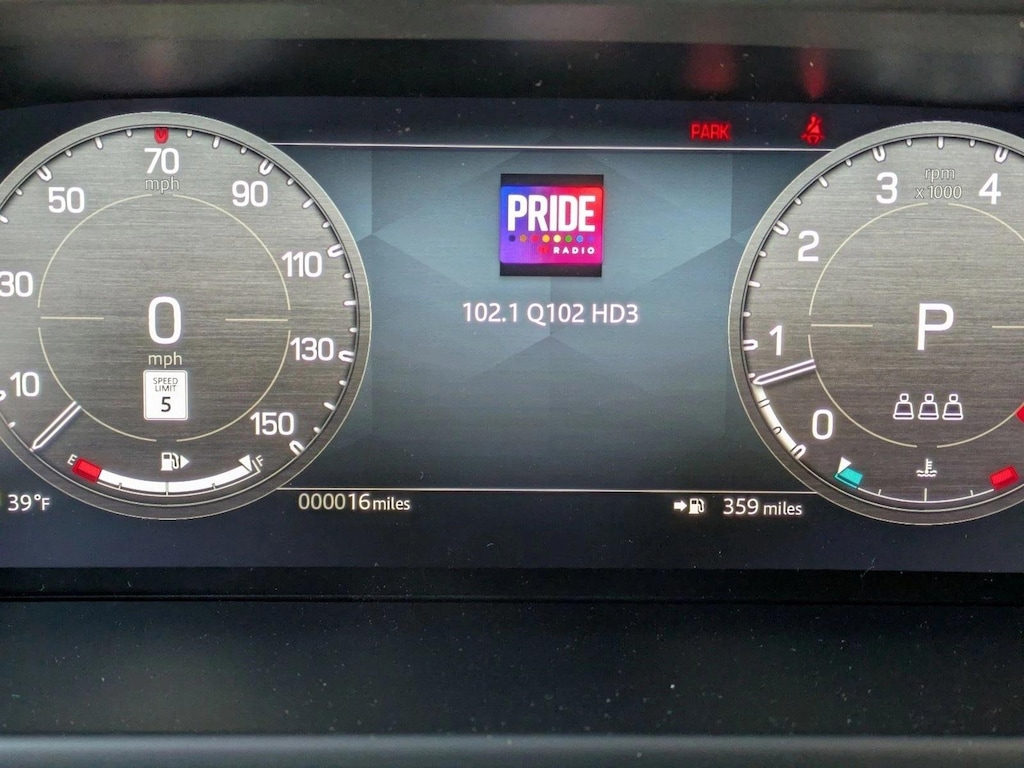 PARK
70
mph
50
90
30
110
10
130
150
0
mph
SPEED
LIMIT
5
E
F
39°F
000016 miles
PRIDE
RADIO
102.1 Q102 HD3
359 miles
rpm
x1000
3
4
2
1
0
P